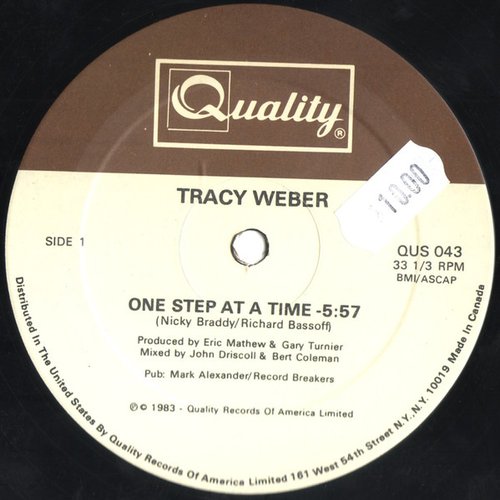 Quality®
TRACY WEBER
SIDE 1
QUS 043
33 1/3 RPM
BMI/ASCAP
ONE STEP AT A TIME -5:57
(Nicky Braddy/Richard Bassoff)
Produced by Eric Mathew & Gary Turnier
Mixed by John Driscoll & Bert Coleman
Pub: Mark Alexander/Record Breakers
℗© 1983 - Quality Records Of America Limited
Distributed In The United States By Quality Records Of America Limited 161 West 54th Street N.Y., N.Y. 10019 Made In Canada